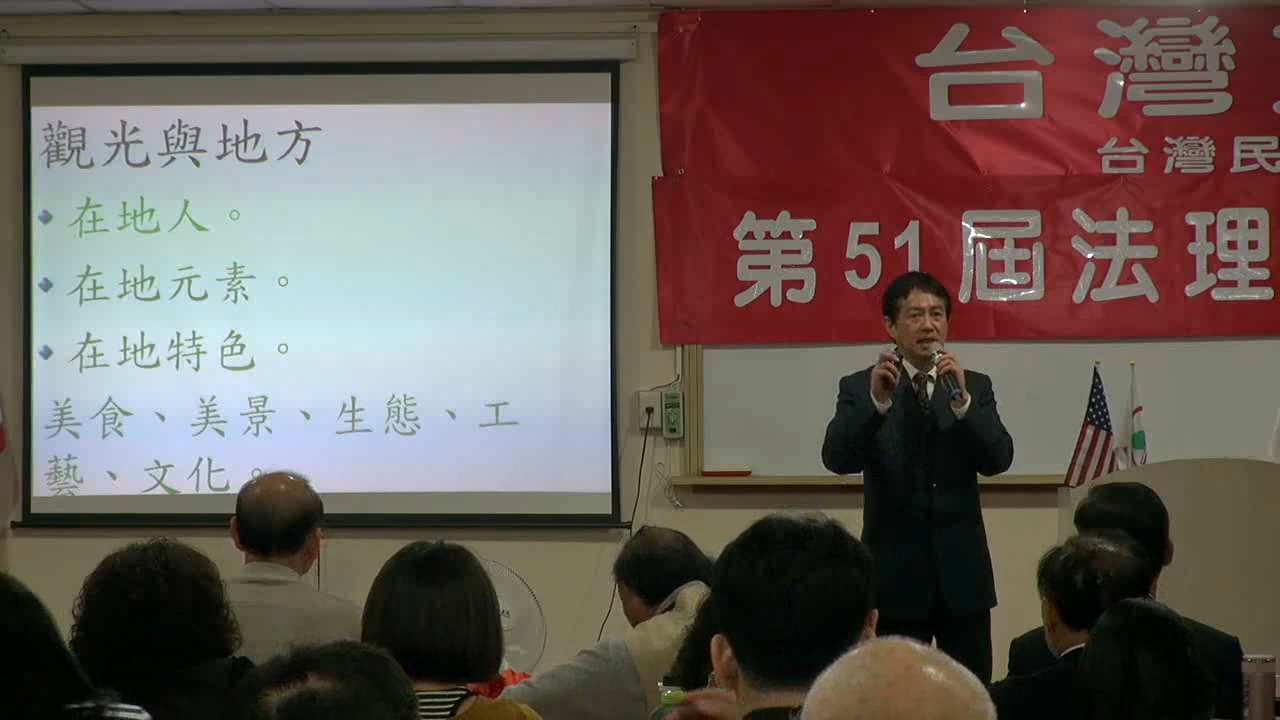 觀光與地方
在地人。
在地元素。
在地特色。
美食、美景、生態、工
藝、文化。
台灣
台灣民
第51屆法理